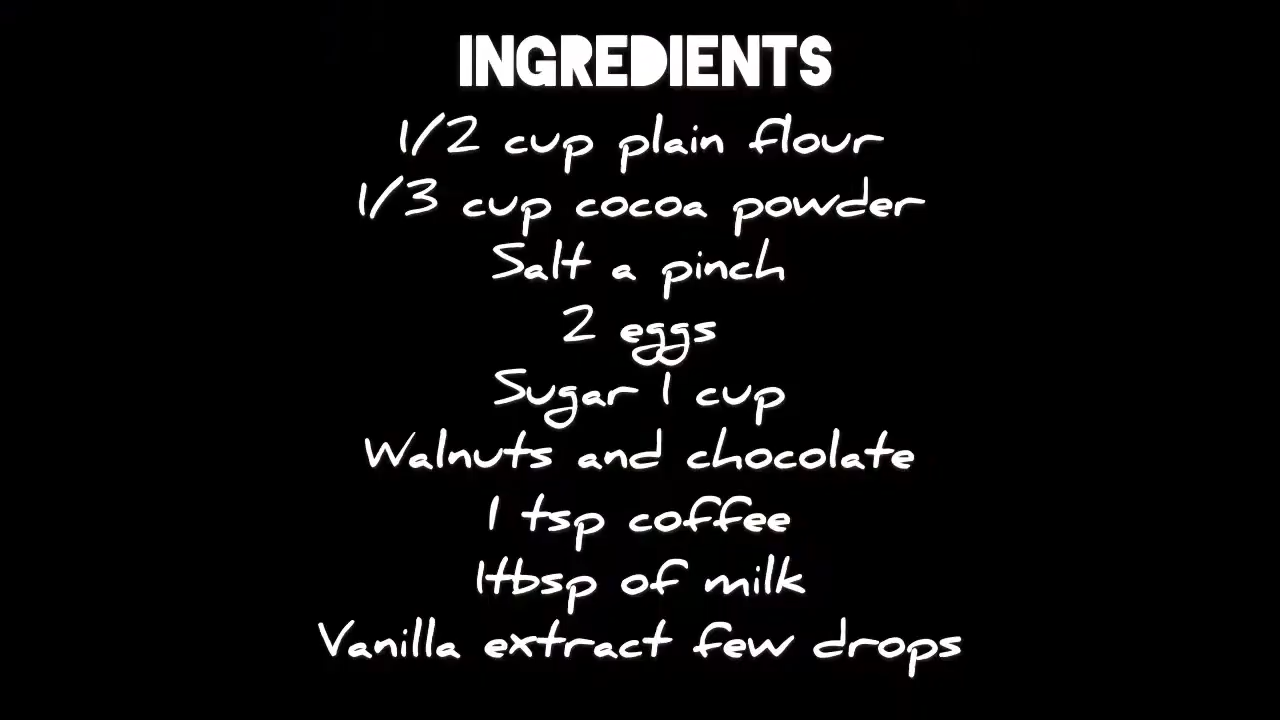 INGREDIENTS
1/2 cup plain flour
1/3 cup cocoa powder
Salt a pinch
2 eggs
Sugar 1 cup
Walnuts and chocolate
1 tsp coffee
1tbsp of milk
Vanilla extract few drops